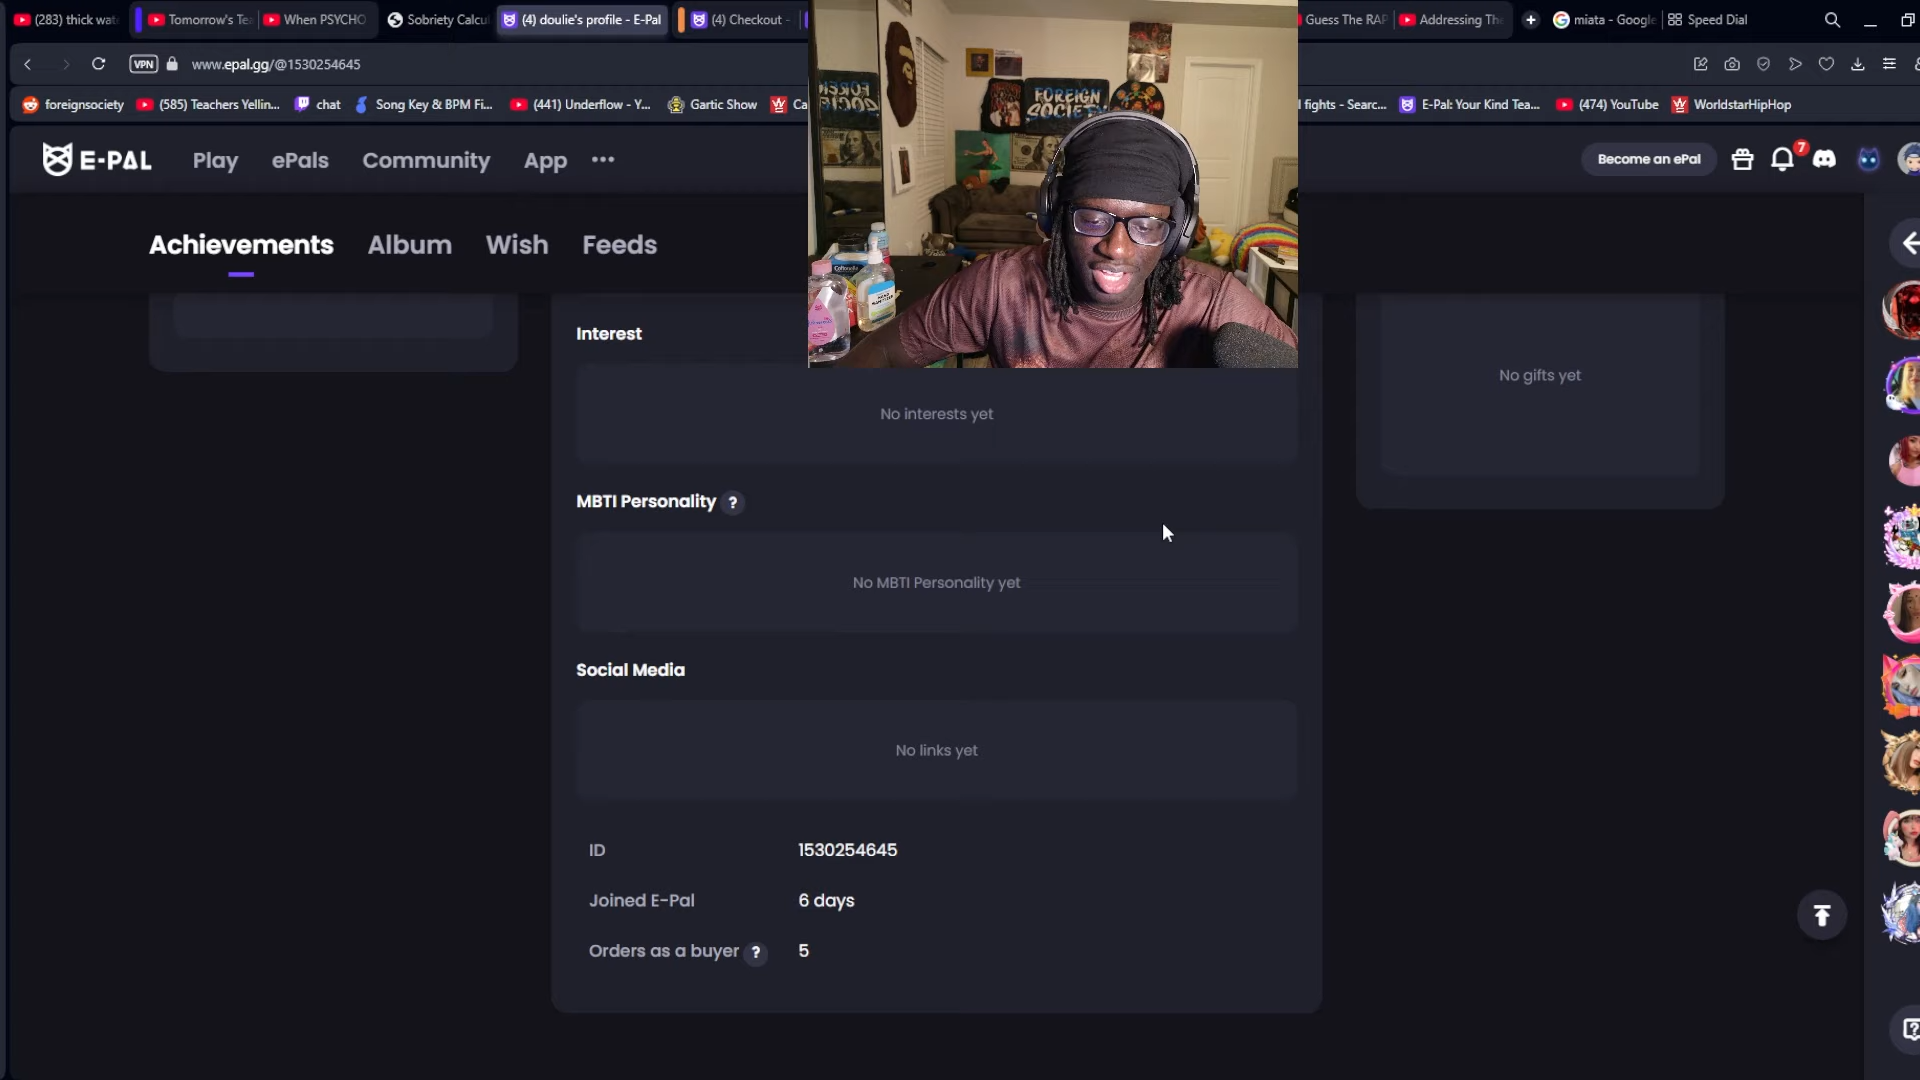 (283) thick wat
Tomorrow's Te
When PSYCHO
Sobriety Calcu
(4) doulie's profile - E-Pal
(4) Checkout -
Guess The RAP
Addressing The
miata - Google
Speed Dial
VPN
www.epal.gg/@1530254645
foreignsociety
(585) Teachers Yellin...
chat
Song Key & BPM Fi...
(441) Underflow - Y...
Gartic Show
Ca
l fights - Searc...
E-Pal: Your Kind Tea...
(474) YouTube
WorldstarHipHop
E-PAL
Play
ePals
Community
App
Become an ePal
7
Achievements
Album
Wish
Feeds
FOREIGN
SOCIETY
Interest
No interests yet
No gifts yet
MBTI Personality ?
No MBTI Personality yet
Social Media
No links yet
ID 1530254645
Joined E-Pal 6 days
Orders as a buyer ? 5